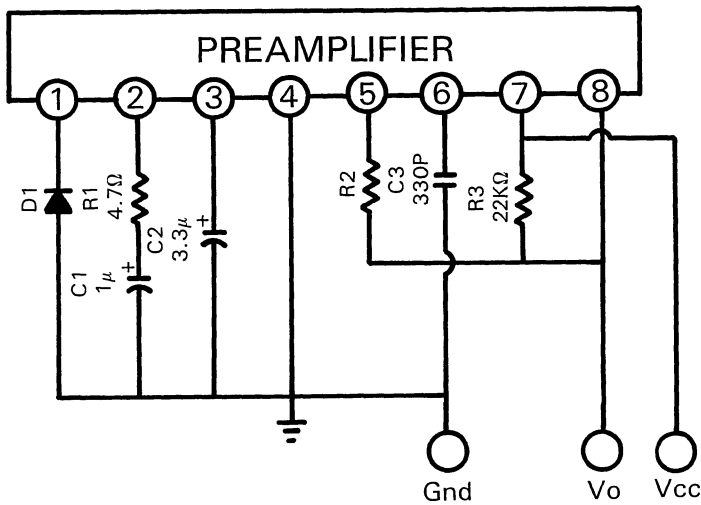 PREAMPLIFIER
1 2 3 4 5 6 7 8
D1
R1
4.7Ω
C1
1µ
+
C2
3.3µ
+
R2
C3
330P
R3
22KΩ
Gnd
Vo
Vcc